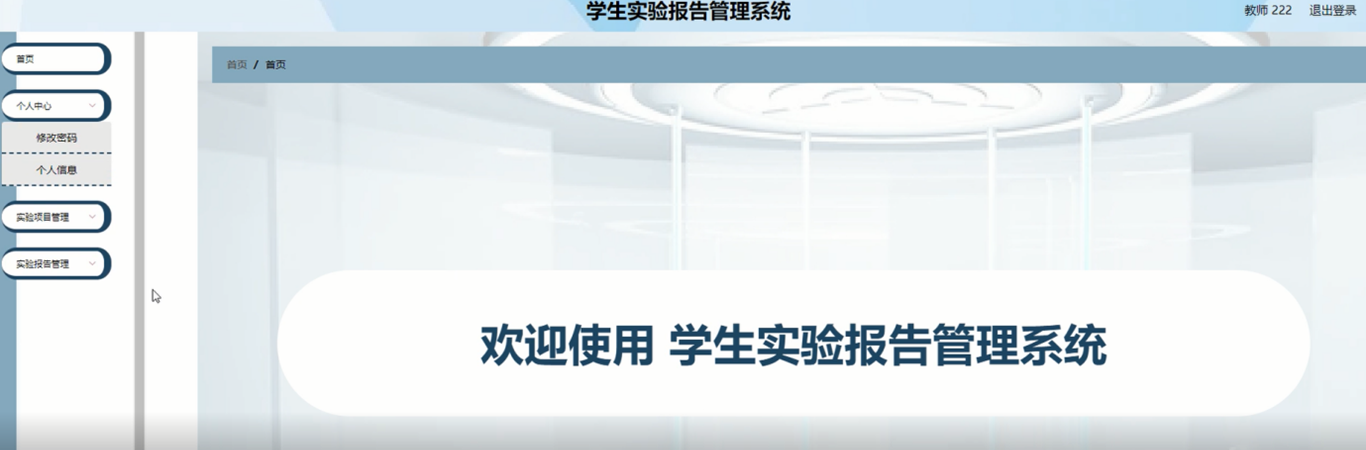 学生实验报告管理系统
教师 222 退出登录
首页
首页 / 首页
个人中心
修改密码
个人信息
实验项目管理
实验报告管理
欢迎使用 学生实验报告管理系统